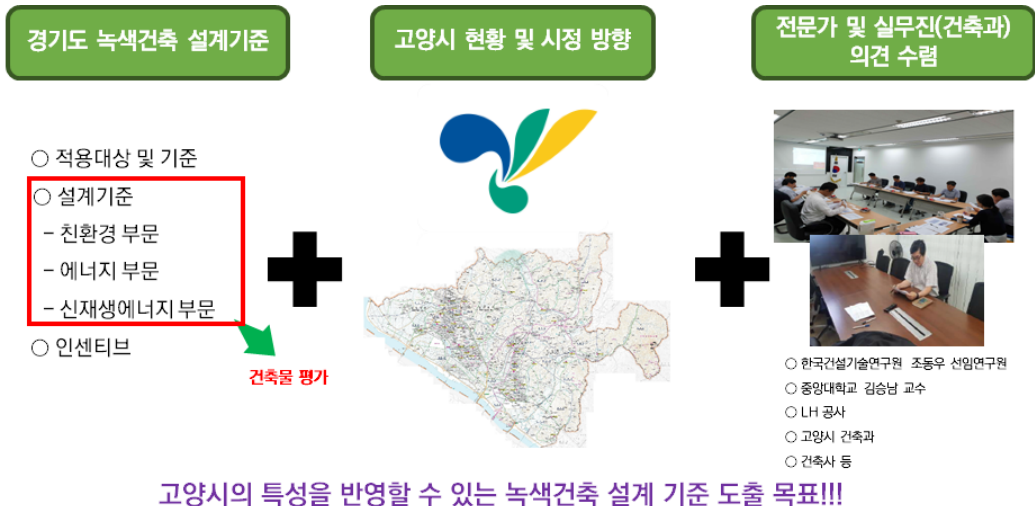 경기도 녹색건축 설계기준
고양시 현황 및 시정 방향
전문가 및 실무진(건축과)
의견 수렴
○ 적용대상 및 기준
○ 설계기준
- 친환경 부문
- 에너지 부문
- 신재생에너지 부문
○ 인센티브
건축물 평가
○ 한국건설기술연구원 조동우 선임연구원
○ 중앙대학교 김승남 교수
○ LH 공사
○ 고양시 건축과
○ 건축사 등
고양시의 특성을 반영할 수 있는 녹색건축 설계 기준 도출 목표!!!